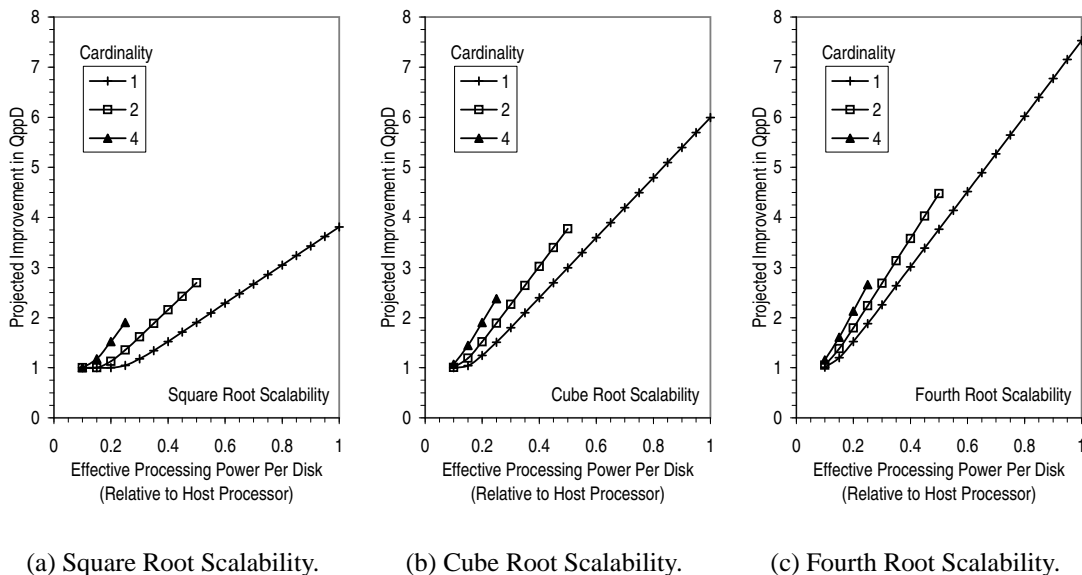 8
7
6
5
4
3
2
1
0
Projected Improvement in QppD
Cardinality
1
2
4
Square Root Scalability
0 0.2 0.4 0.6 0.8 1
Effective Processing Power Per Disk
(Relative to Host Processor)
(a) Square Root Scalability.
8
7
6
5
4
3
2
1
0
Projected Improvement in QppD
Cardinality
1
2
4
Cube Root Scalability
0 0.2 0.4 0.6 0.8 1
Effective Processing Power Per Disk
(Relative to Host Processor)
(b) Cube Root Scalability.
8
7
6
5
4
3
2
1
0
Projected Improvement in QppD
Cardinality
1
2
4
Fourth Root Scalability
0 0.2 0.4 0.6 0.8 1
Effective Processing Power Per Disk
(Relative to Host Processor)
(c) Fourth Root Scalability.